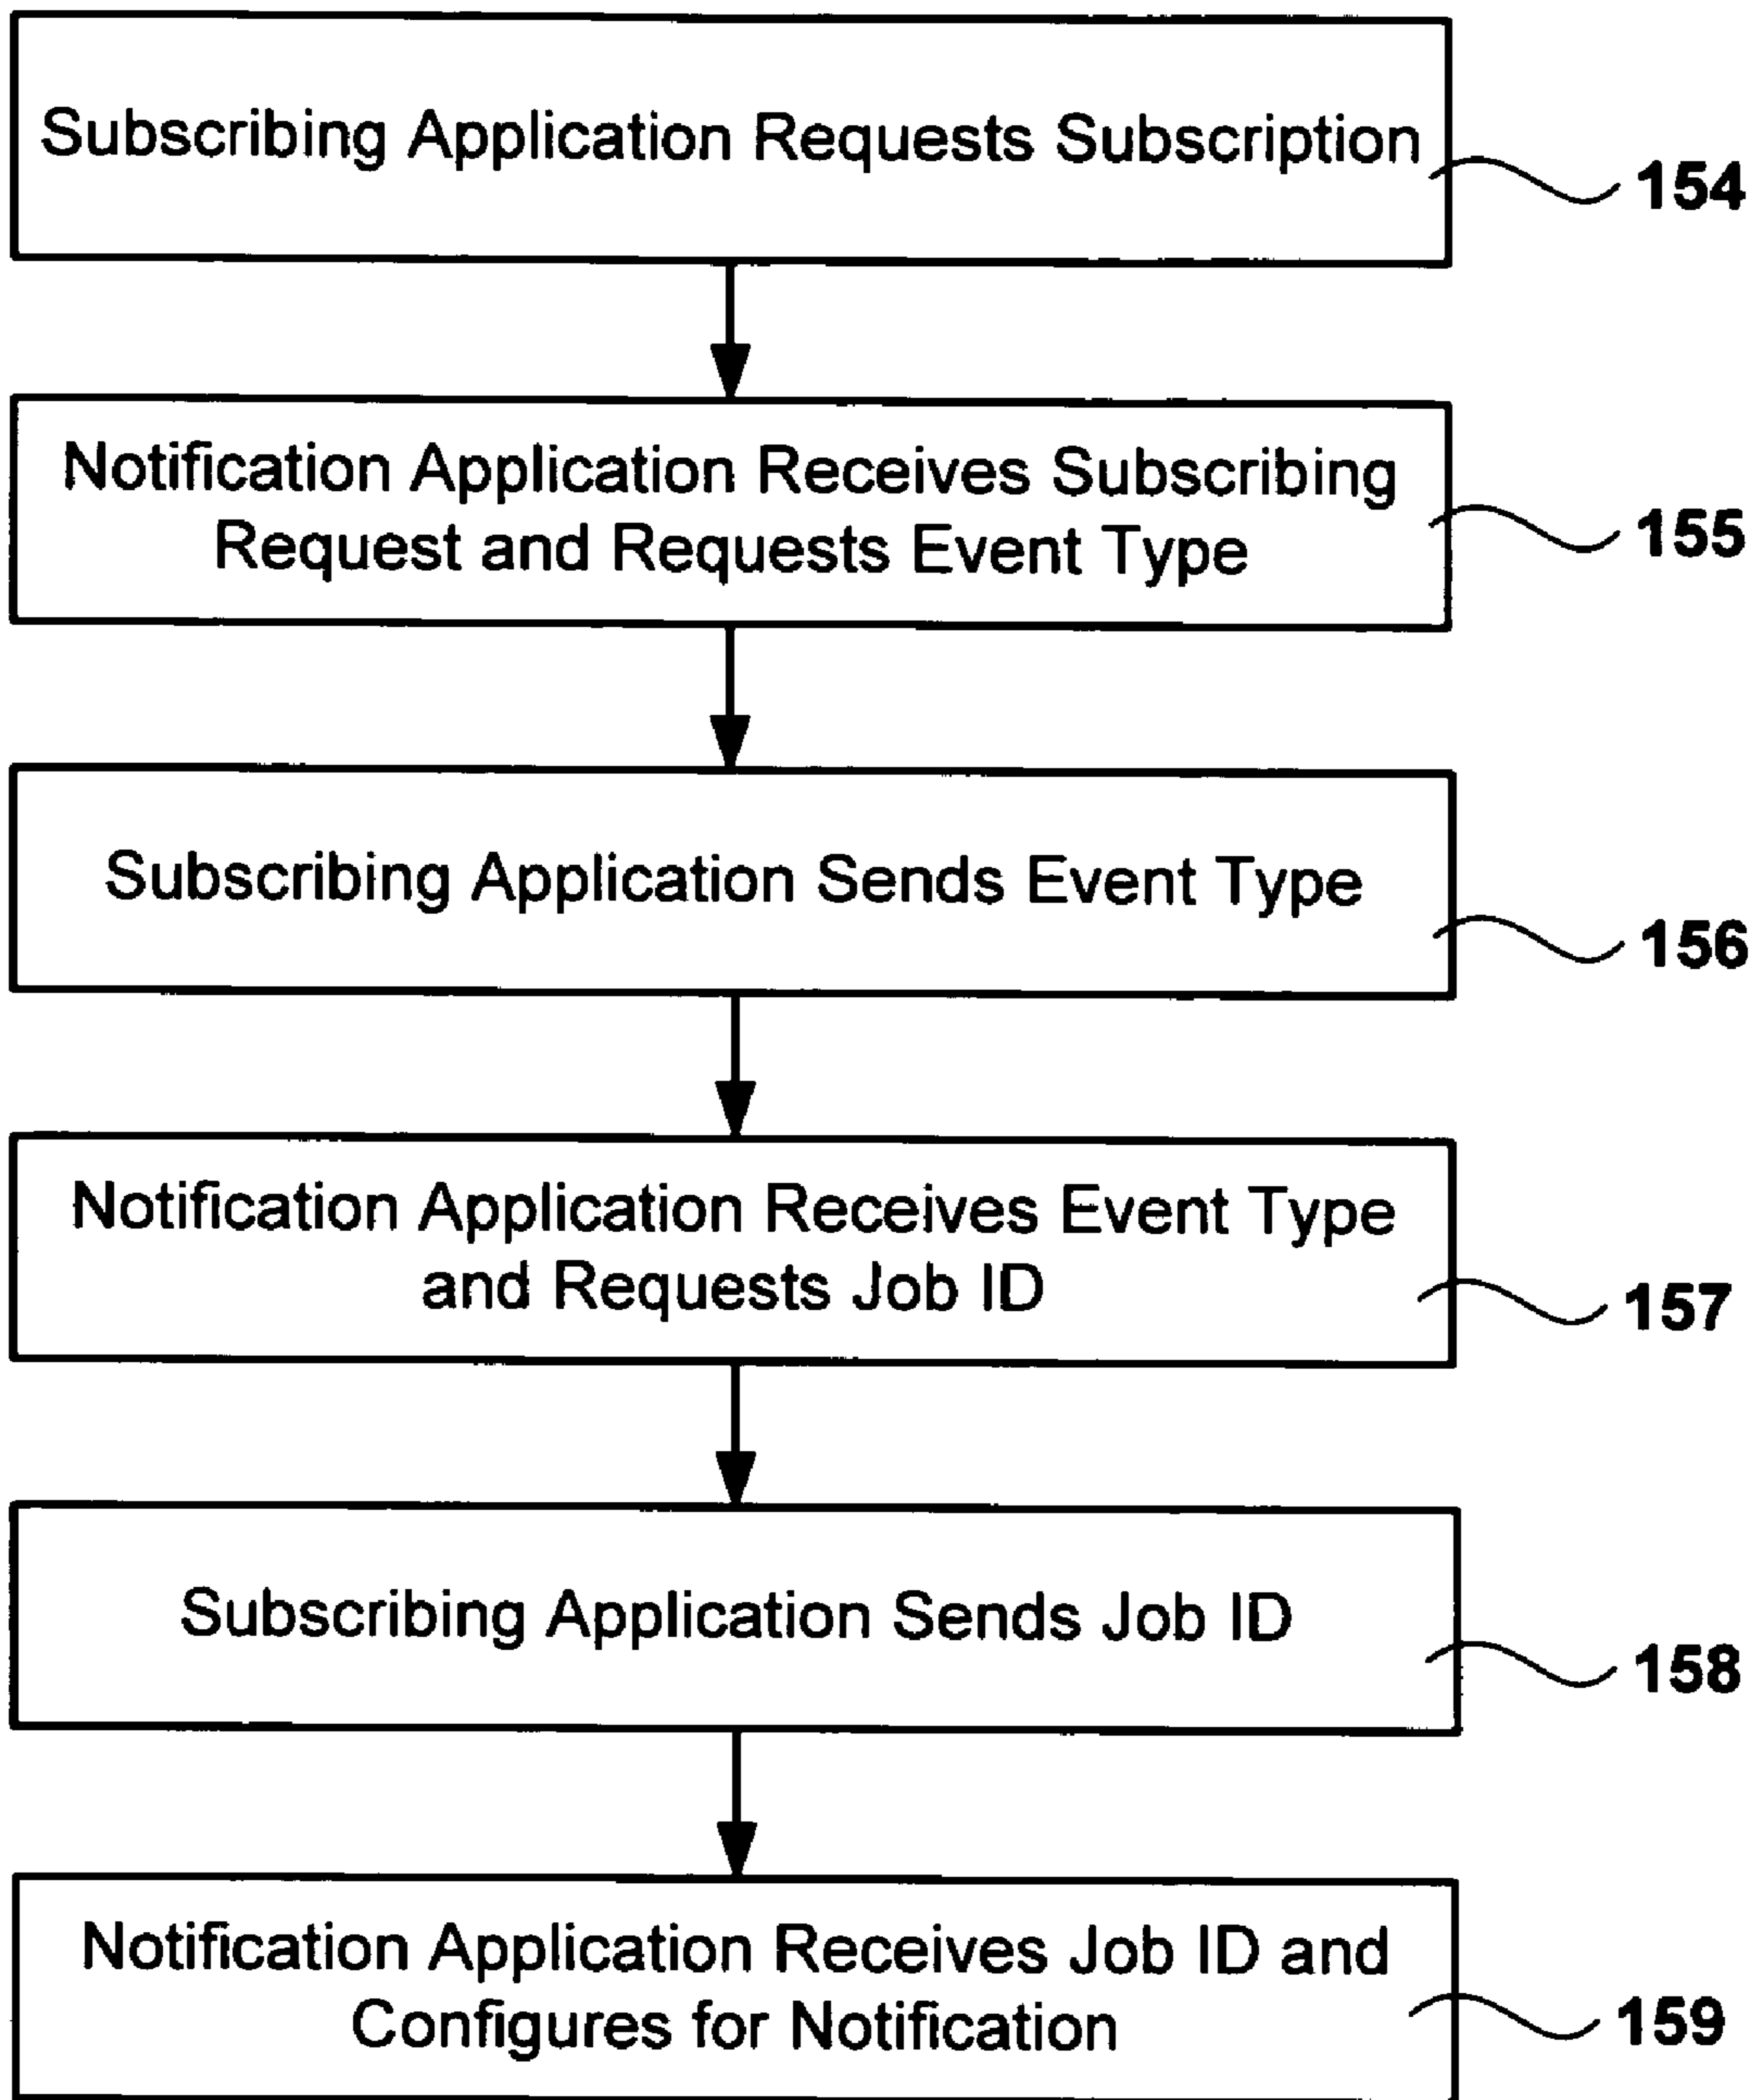 Subscribing Application Requests Subscription
154
Notification Application Receives Subscribing
Request and Requests Event Type
155
Subscribing Application Sends Event Type
156
Notification Application Receives Event Type
and Requests Job ID
157
Subscribing Application Sends Job ID
158
Notification Application Receives Job ID and
Configures for Notification
159